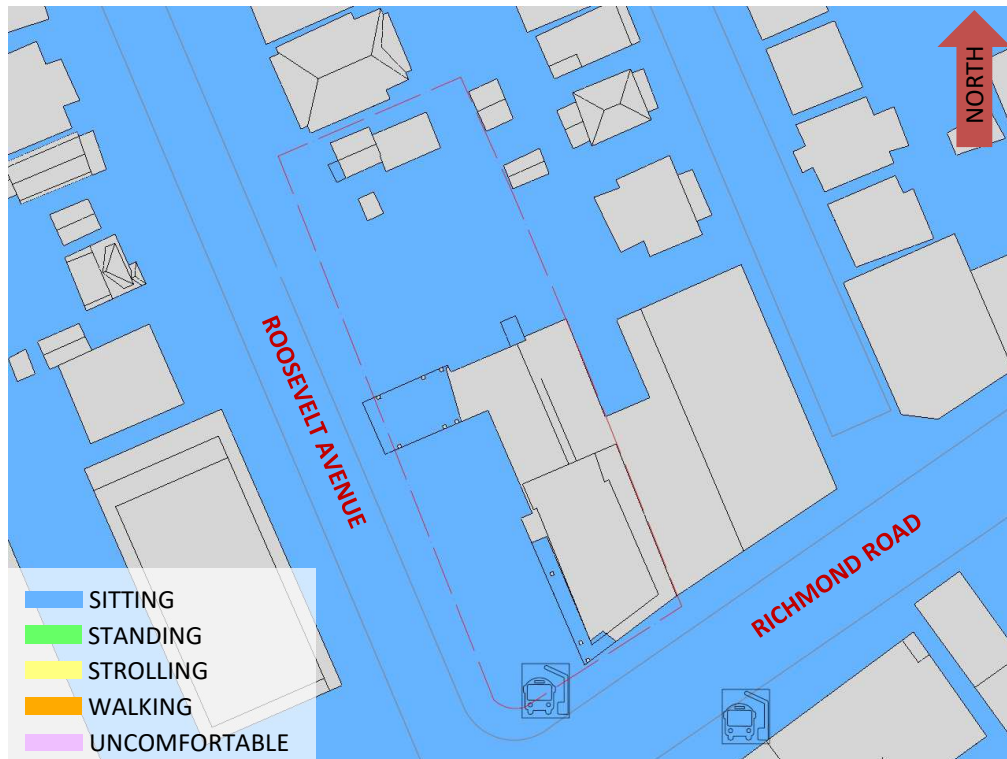 NORTH
ROOSEVELT AVENUE
RICHMOND ROAD
SITTING
STANDING
STROLLING
WALKING
UNCOMFORTABLE